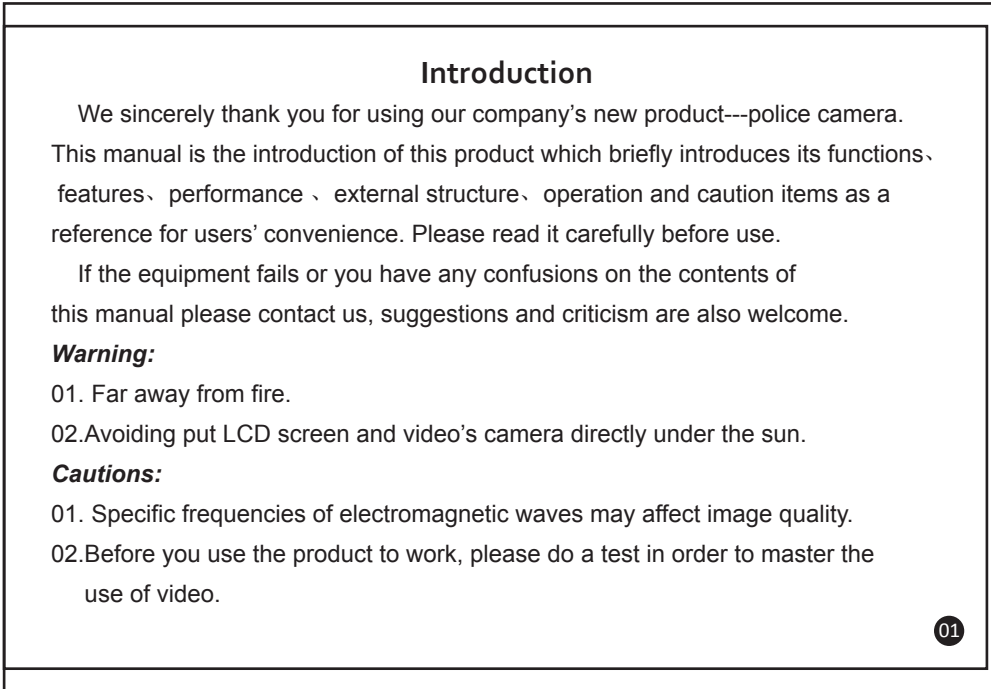 Introduction
We sincerely thank you for using our company’s new product---police camera.
This manual is the introduction of this product which briefly introduces its functions、
features、performance 、external structure、operation and caution items as a
reference for users’ convenience. Please read it carefully before use.
If the equipment fails or you have any confusions on the contents of
this manual please contact us, suggestions and criticism are also welcome.
Warning:
01. Far away from fire.
02.Avoiding put LCD screen and video’s camera directly under the sun.
Cautions:
01. Specific frequencies of electromagnetic waves may affect image quality.
02.Before you use the product to work, please do a test in order to master the
use of video.
01